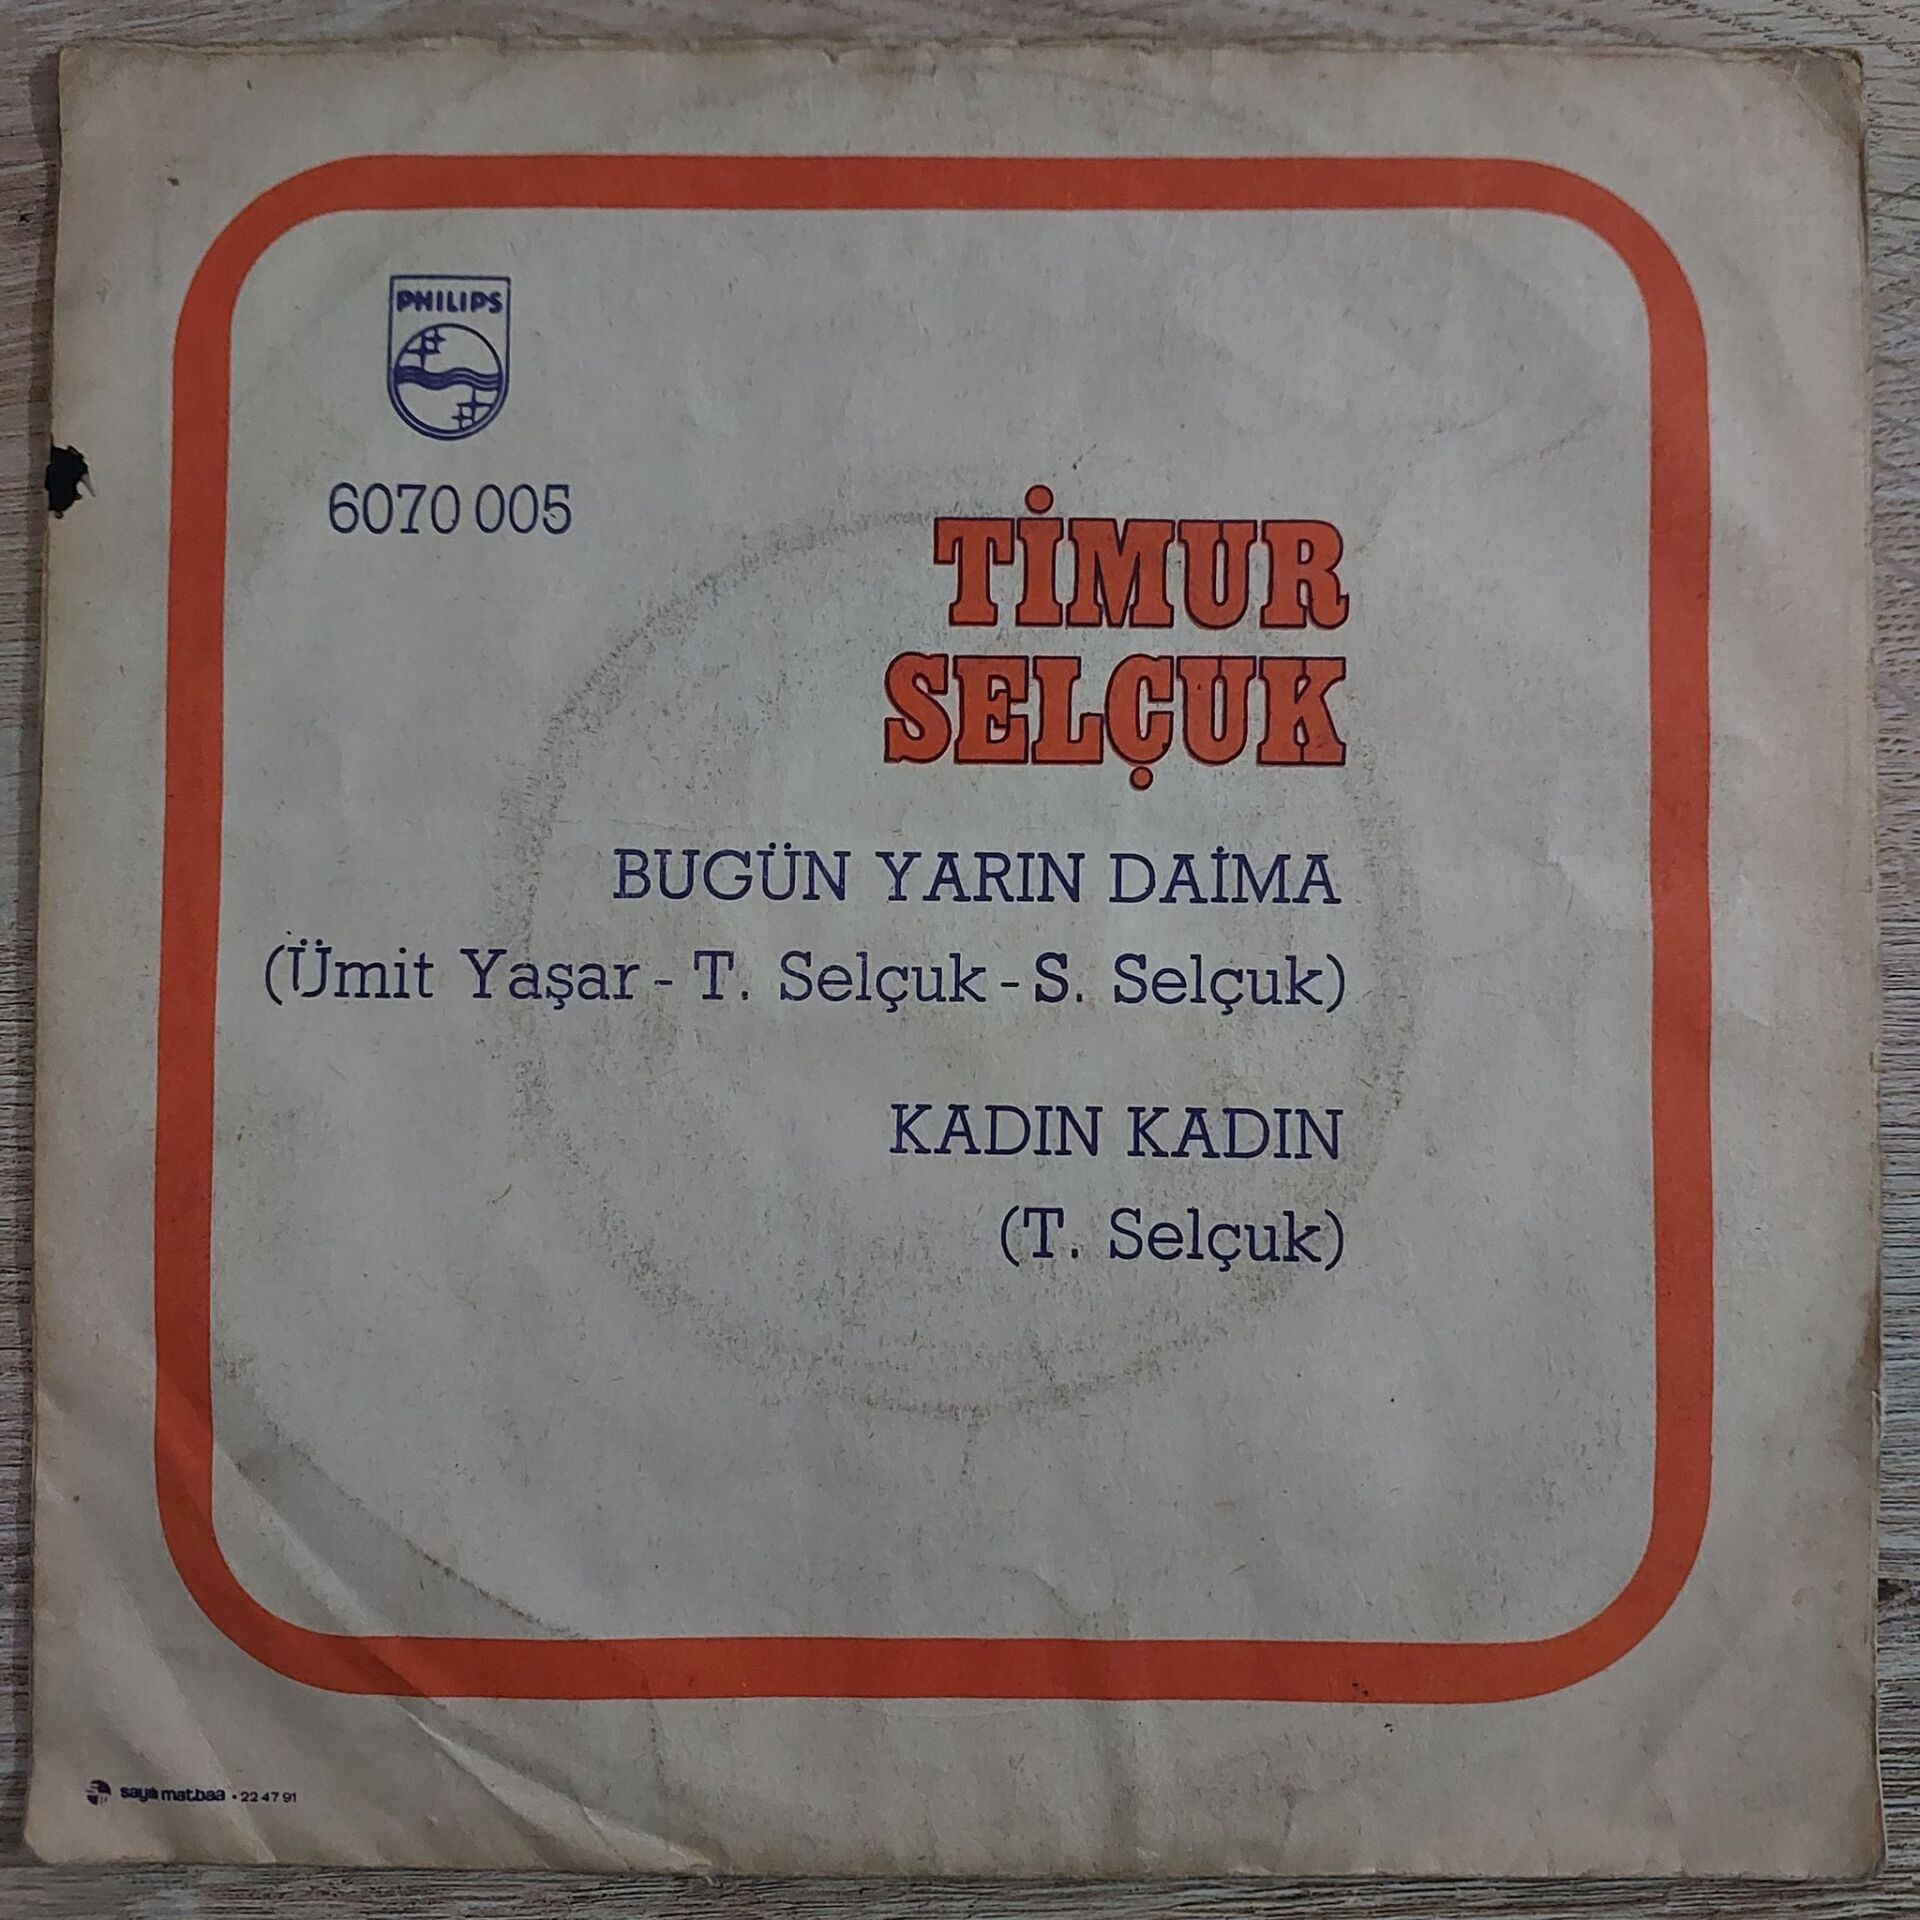 PHILIPS
6070 005
TİMUR
SELÇUK
BUGÜN YARIN DAİMA
(Ümit Yaşar - T. Selçuk - S. Selçuk)
KADIN KADIN
(T. Selçuk)
sayılı matbaa • 22 47 91